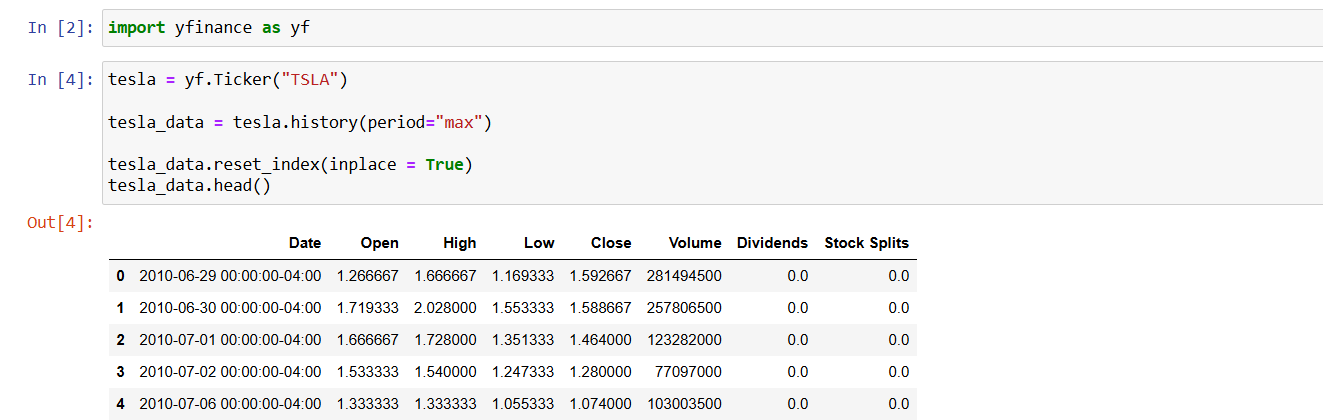 In [2]: import yfinance as yf
In [4]: tesla = yf.Ticker("TSLA")
tesla_data = tesla.history(period="max")
tesla_data.reset_index(inplace = True)
tesla_data.head()
Out[4]:
Date Open High Low Close Volume Dividends Stock Splits
0 2010-06-29 00:00:00-04:00 1.266667 1.666667 1.169333 1.592667 281494500 0.0 0.0
1 2010-06-30 00:00:00-04:00 1.719333 2.028000 1.553333 1.588667 257806500 0.0 0.0
2 2010-07-01 00:00:00-04:00 1.666667 1.728000 1.351333 1.464000 123282000 0.0 0.0
3 2010-07-02 00:00:00-04:00 1.533333 1.540000 1.247333 1.280000 77097000 0.0 0.0
4 2010-07-06 00:00:00-04:00 1.333333 1.333333 1.055333 1.074000 103003500 0.0 0.0